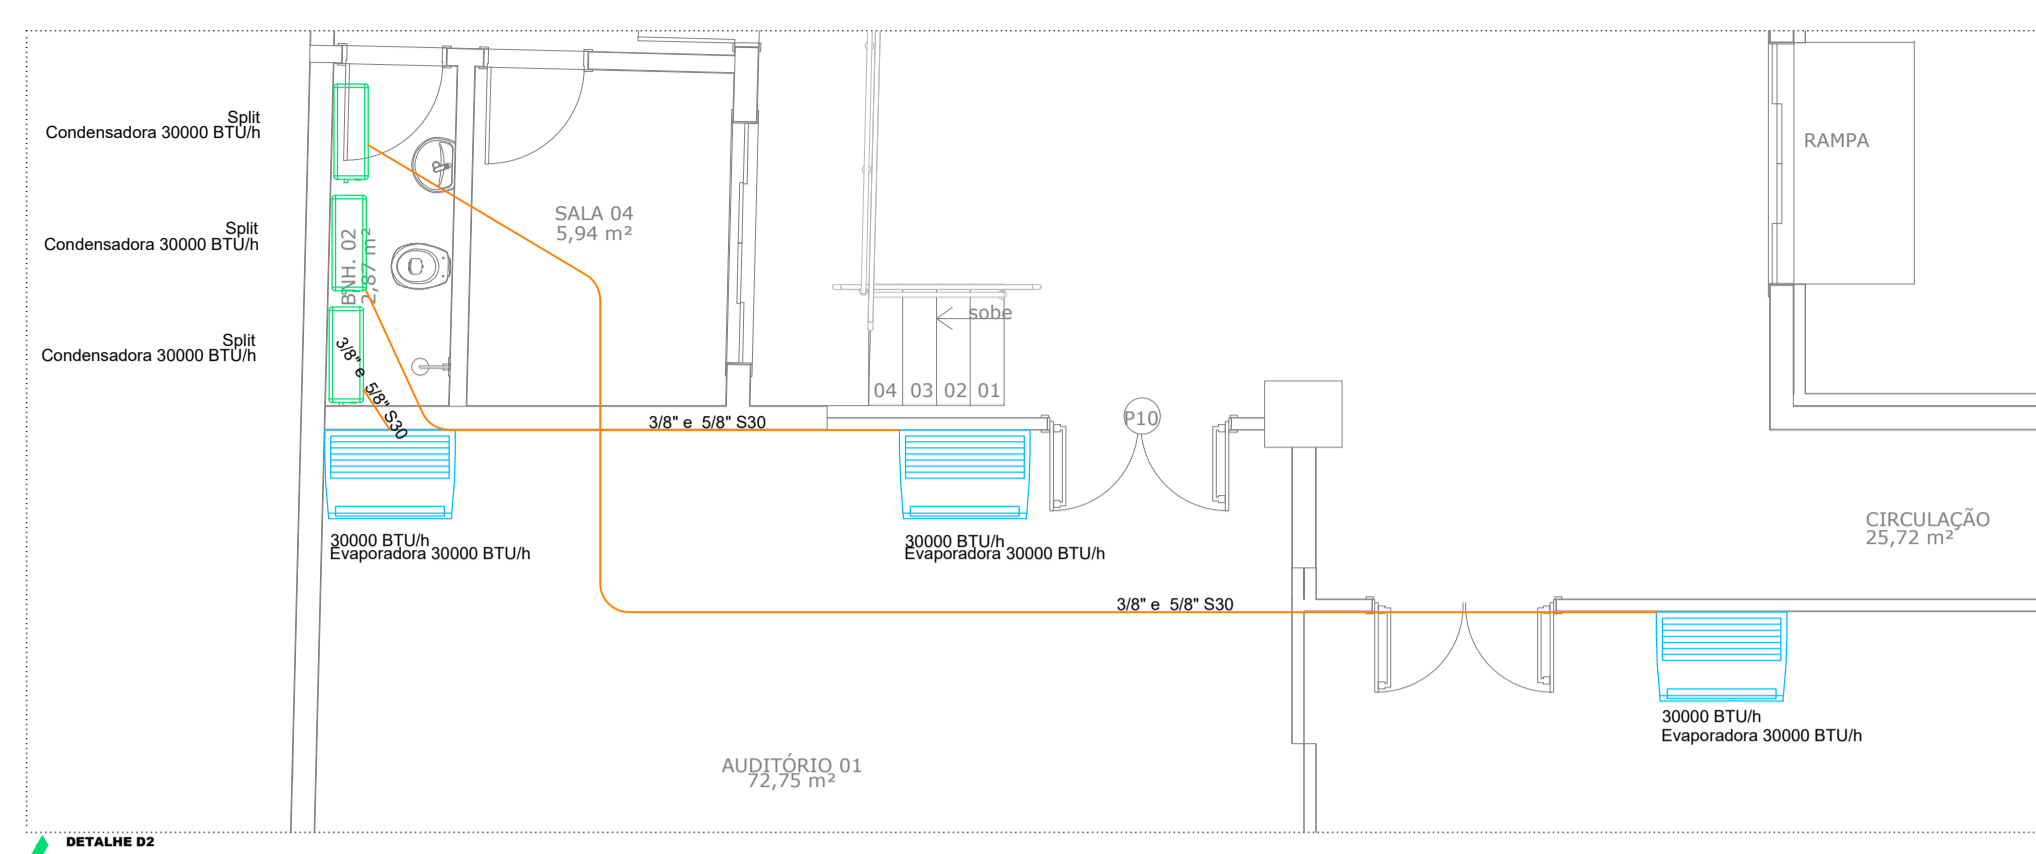 Split
Condensadora 30000 BTU/h
RAMPA
SALA 04
5,94 m²
Split
Condensadora 30000 BTU/h
BNH. 02
2,87 m²
sobe
Split
Condensadora 30000 BTU/h
3/8" e 5/8" S30
04 03 02 01
3/8" e 5/8" S30
P10
30000 BTU/h
Evaporadora 30000 BTU/h
30000 BTU/h
Evaporadora 30000 BTU/h
CIRCULAÇÃO
25,72 m²
3/8" e 5/8" S30
30000 BTU/h
Evaporadora 30000 BTU/h
AUDITÓRIO 01
72,75 m²
DETALHE D2